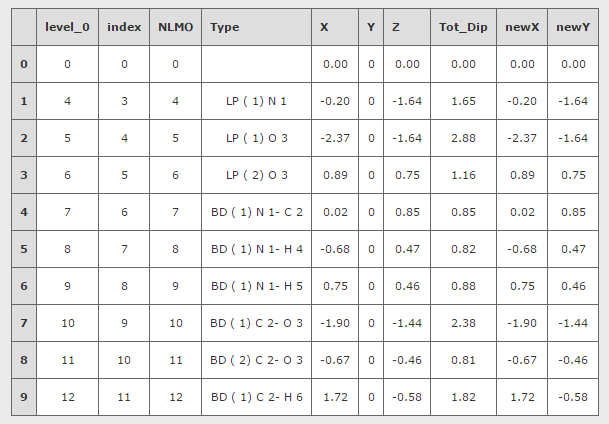 level_0 index NLMO Type X Y Z Tot_Dip newX newY
0 0 0 0 0.00 0 0.00 0.00 0.00 0.00
1 4 3 4 LP ( 1) N 1 -0.20 0 -1.64 1.65 -0.20 -1.64
2 5 4 5 LP ( 1) O 3 -2.37 0 -1.64 2.88 -2.37 -1.64
3 6 5 6 LP ( 2) O 3 0.89 0 0.75 1.16 0.89 0.75
4 7 6 7 BD ( 1) N 1- C 2 0.02 0 0.85 0.85 0.02 0.85
5 8 7 8 BD ( 1) N 1- H 4 -0.68 0 0.47 0.82 -0.68 0.47
6 9 8 9 BD ( 1) N 1- H 5 0.75 0 0.46 0.88 0.75 0.46
7 10 9 10 BD ( 1) C 2- O 3 -1.90 0 -1.44 2.38 -1.90 -1.44
8 11 10 11 BD ( 2) C 2- O 3 -0.67 0 -0.46 0.81 -0.67 -0.46
9 12 11 12 BD ( 1) C 2- H 6 1.72 0 -0.58 1.82 1.72 -0.58